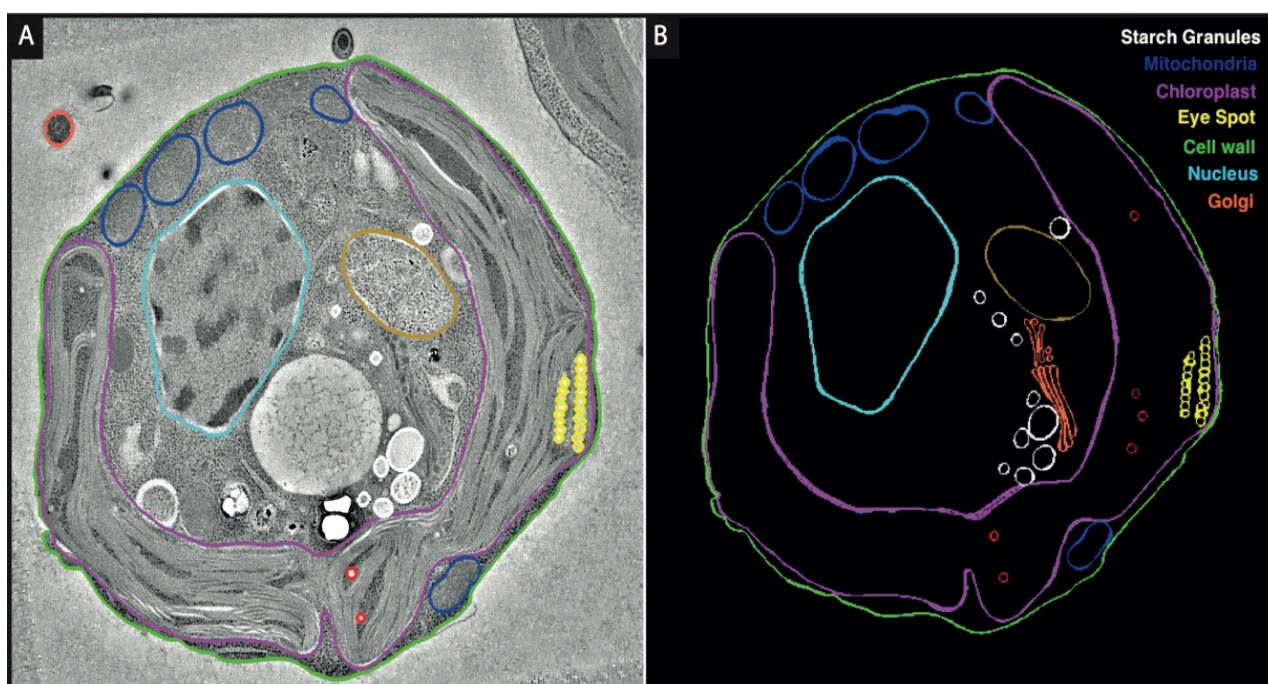 A
B
Starch Granules
Mitochondria
Chloroplast
Eye Spot
Cell wall
Nucleus
Golgi